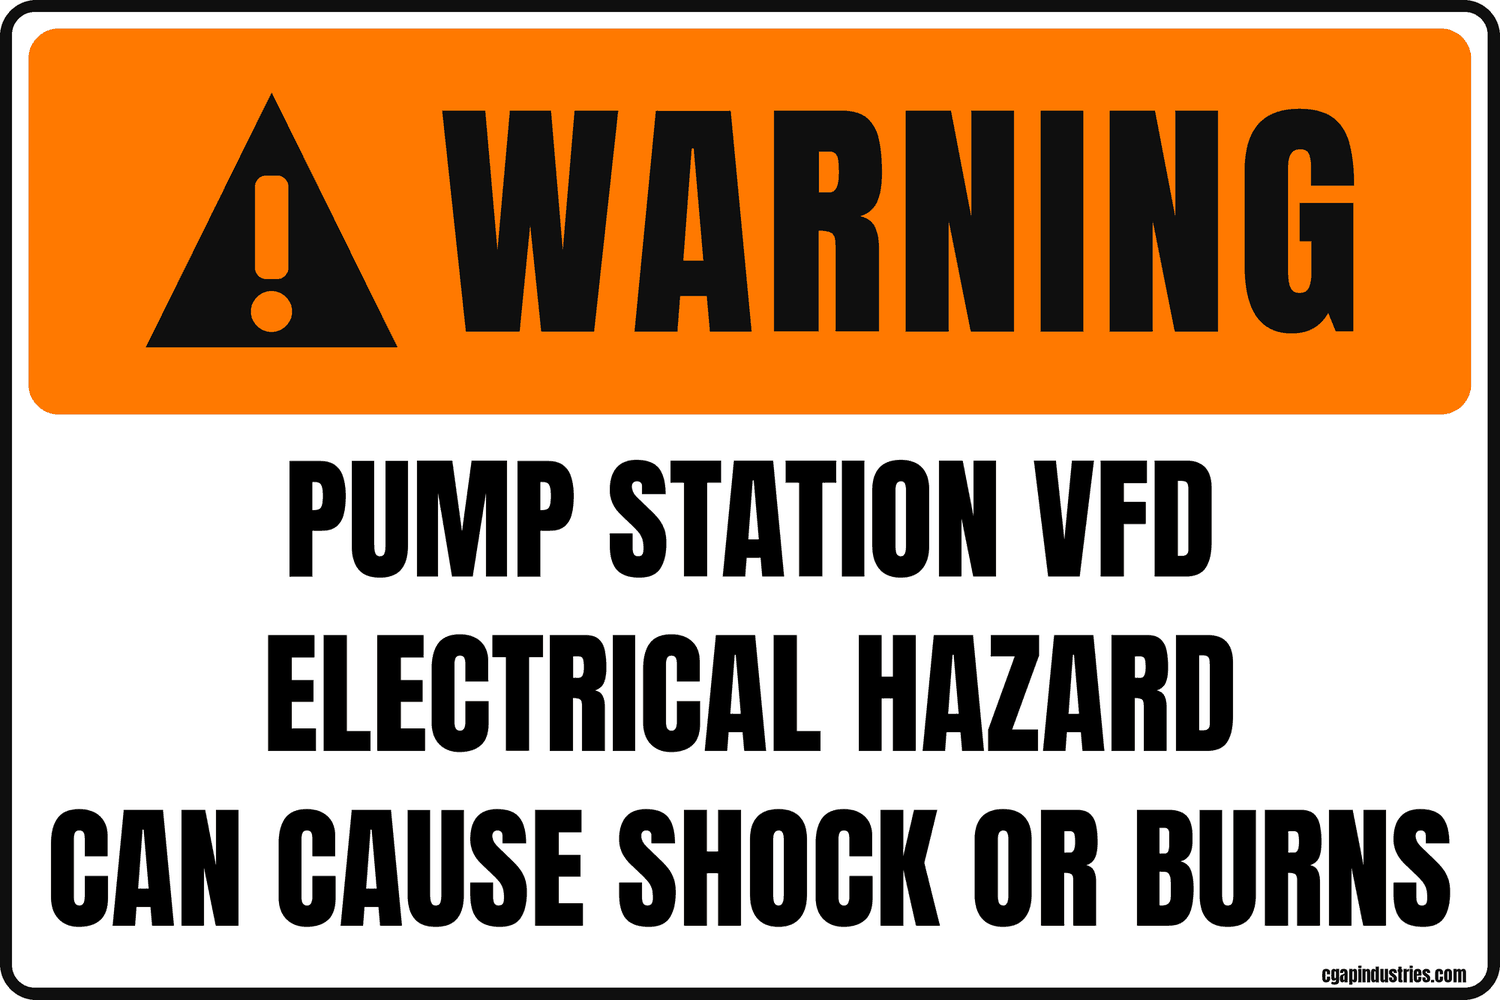 WARNING
PUMP STATION VFD
ELECTRICAL HAZARD
CAN CAUSE SHOCK OR BURNS
cgapindustries.com